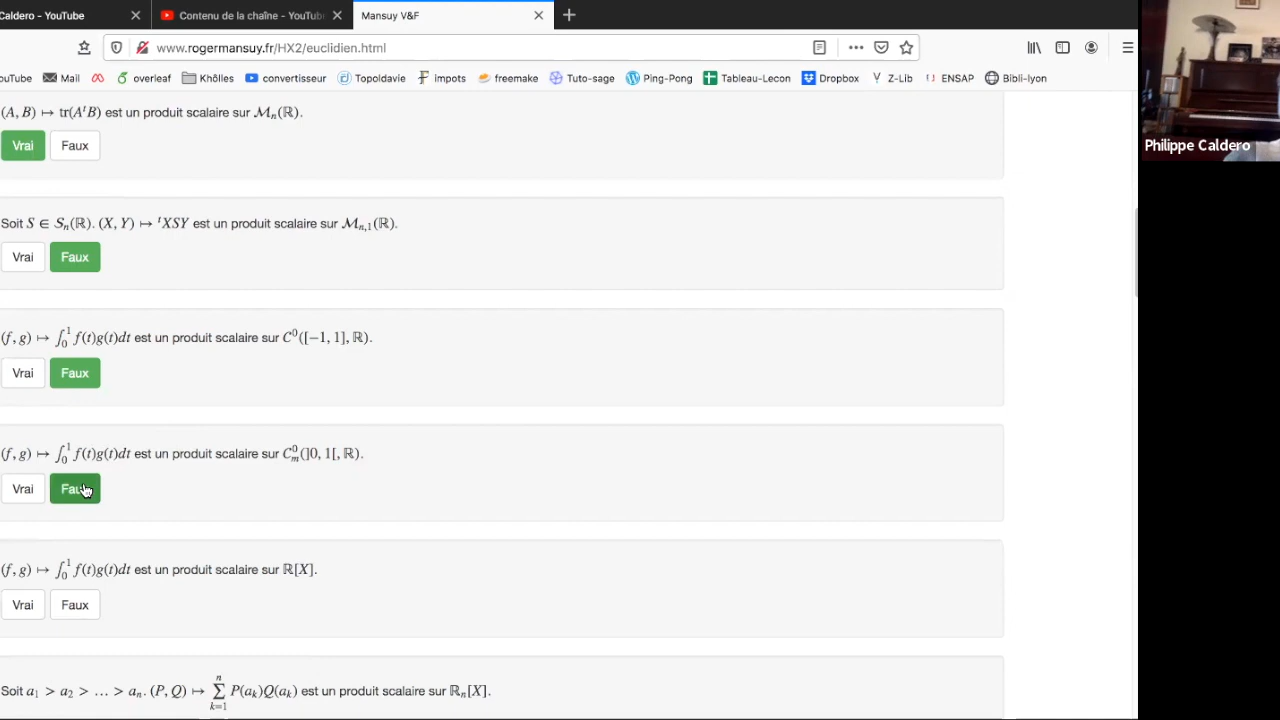 Caldero - YouTube
Contenu de la chaîne - YouTube
Mansuy V&F
www.rogermansuy.fr/HX2/euclidien.html
ouTube Mail overleaf Khôlles convertisseur Topoldavie impots freemake Tuto-sage Ping-Pong Tableau-Lecon Dropbox Z-Lib ENSAP Bibli-lyon
Philippe Caldero
(A, B) ↦ tr(AᵗB) est un produit scalaire sur ℳₙ(ℝ).
Vrai Faux
Soit S ∈ Sₙ(ℝ). (X, Y) ↦ ᵗXSY est un produit scalaire sur ℳₙ,₁(ℝ).
Vrai Faux
(f, g) ↦ ∫₀¹ f(t)g(t)dt est un produit scalaire sur C⁰([−1, 1], ℝ).
Vrai Faux
(f, g) ↦ ∫₀¹ f(t)g(t)dt est un produit scalaire sur C⁰ₘ(]0, 1[, ℝ).
Vrai Faux
(f, g) ↦ ∫₀¹ f(t)g(t)dt est un produit scalaire sur ℝ[X].
Vrai Faux
Soit a₁ > a₂ > … > aₙ. (P, Q) ↦ ∑ₖ₌₁ⁿ P(aₖ)Q(aₖ) est un produit scalaire sur ℝₙ[X].